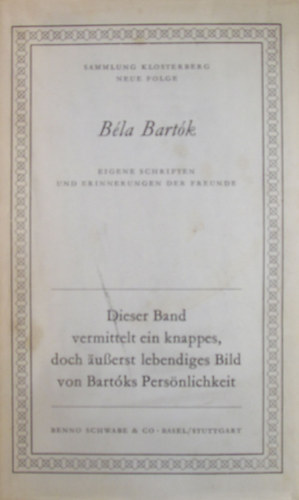 SAMMLUNG KLOSTERBERG
NEUE FOLGE
Béla Bartók
EIGENE SCHRIFTEN
UND ERINNERUNGEN DER FREUNDE
Dieser Band
vermittelt ein knappes,
doch äußerst lebendiges Bild
von Bartóks Persönlichkeit
BENNO SCHWABE & CO · BASEL/STUTTGART